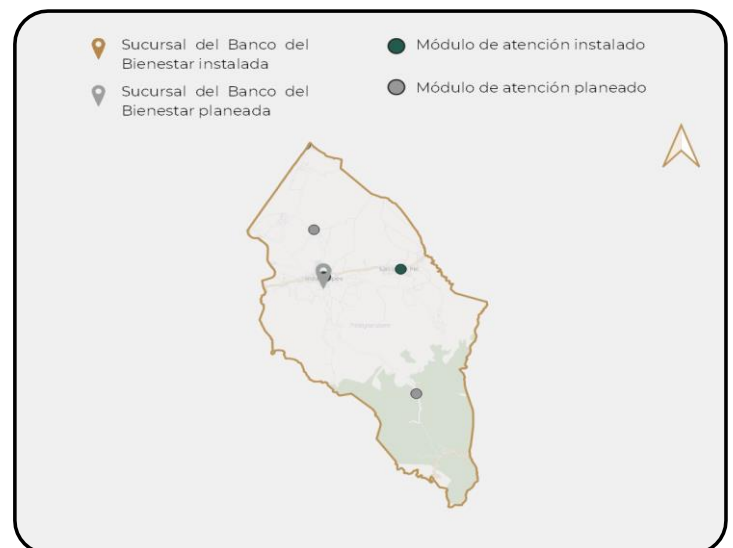 Sucursal del Banco del
Bienestar instalada
Módulo de atención instalado
Sucursal del Banco del
Bienestar planeada
Módulo de atención planeado